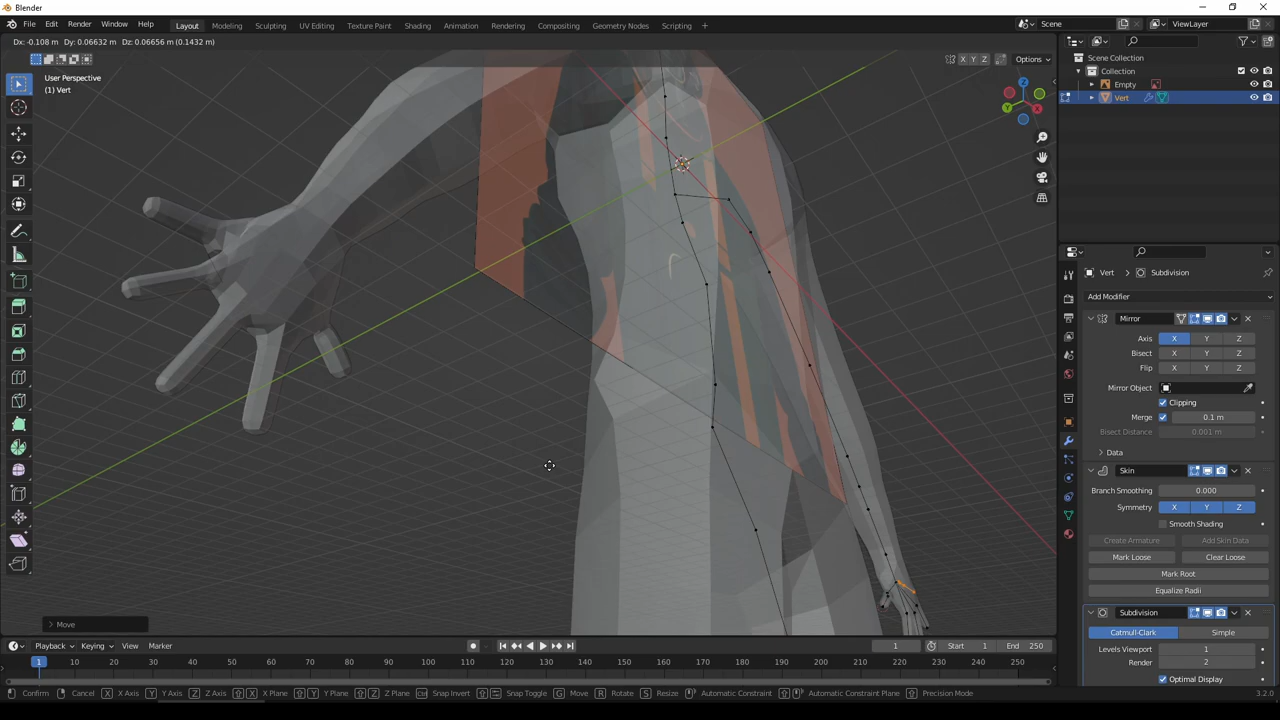 Blender
File Edit Render Window Help Layout Modeling Sculpting UV Editing Texture Paint Shading Animation Rendering Compositing Geometry Nodes Scripting + Scene ViewLayer
Dx: -0.108 m Dy: 0.06632 m Dz: 0.06656 m (0.1432 m)
X Y Z Options
User Perspective
(1) Vert
Z
Y
X
Scene Collection
Collection
Empty
Vert
Vert > Subdivision
Add Modifier
Mirror
Axis X Y Z
Bisect X Y Z
Flip X Y Z
Mirror Object
Clipping
Merge 0.1 m
Bisect Distance 0.001 m
Data
Skin
Branch Smoothing 0.000
Symmetry X Y Z
Smooth Shading
Create Armature Add Skin Data
Mark Loose Clear Loose
Mark Root
Equalize Radii
Subdivision
Catmull-Clark Simple
Levels Viewport 1
Render 2
Optimal Display
> Move
Playback Keying View Marker 1 Start 1 End 250
1 10 20 30 40 50 60 70 80 90 100 110 120 130 140 150 160 170 180 190 200 210 220 230 240 250
Confirm Cancel X X Axis Y Y Axis Z Z Axis X X Plane Y Y Plane Z Z Plane Snap Invert Snap Toggle G Move R Rotate S Resize Automatic Constraint Automatic Constraint Plane Precision Mode
3.2.0